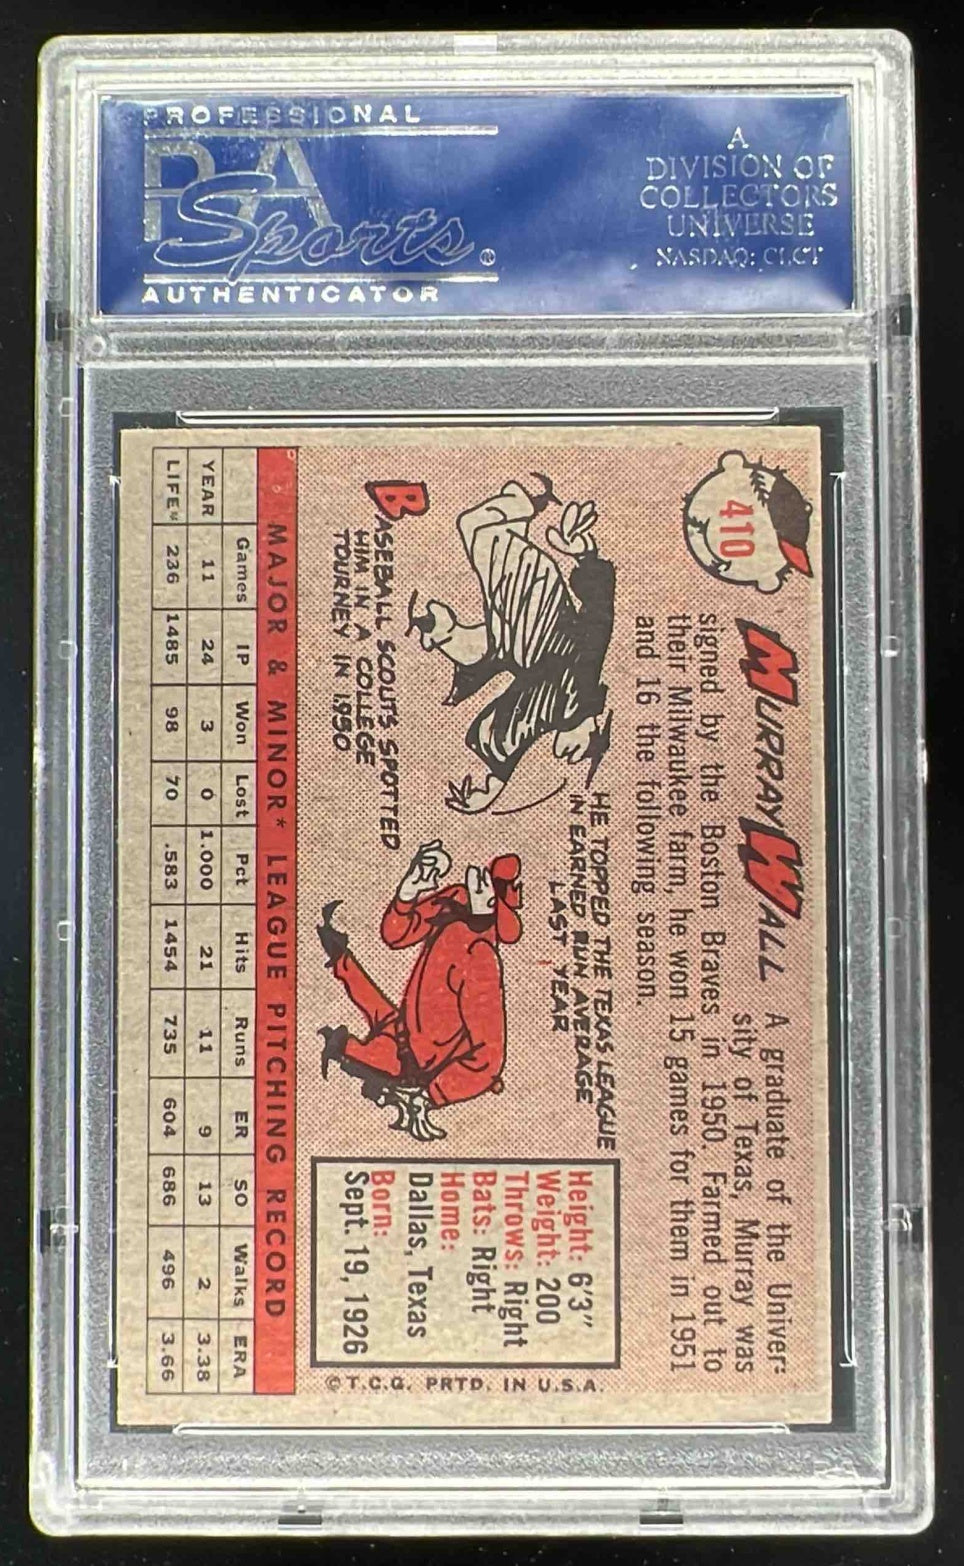 PROFESSIONAL
PSA
Sports®
AUTHENTICATOR
A
DIVISION OF
COLLECTORS
UNIVERSE
NASDAQ: CLCT
410
MURRAY WALL
A graduate of the Univer-
sity of Texas, Murray was
signed by the Boston Braves in 1950. Farmed out to
their Milwaukee farm, he won 15 games for them in 1951
and 16 the following season.
HE TOPPED THE TEXAS LEAGUE
IN EARNED RUN AVERAGE
LAST YEAR
BASEBALL SCOUTS SPOTTED
HIM IN A COLLEGE
TOURNEY IN 1950
Height: 6'3"
Weight: 200
Throws: Right
Bats: Right
Home:
Dallas, Texas
Born:
Sept. 19, 1926
©T.C.G. PRTD. IN U.S.A.
MAJOR & MINOR* LEAGUE PITCHING RECORD
Games IP Won Lost Pct Hits Runs ER SO Walks ERA
YEAR 11 24 3 0 1.000 21 11 9 13 2 3.38
LIFE* 236 1485 98 70 .583 1454 735 604 686 496 3.66